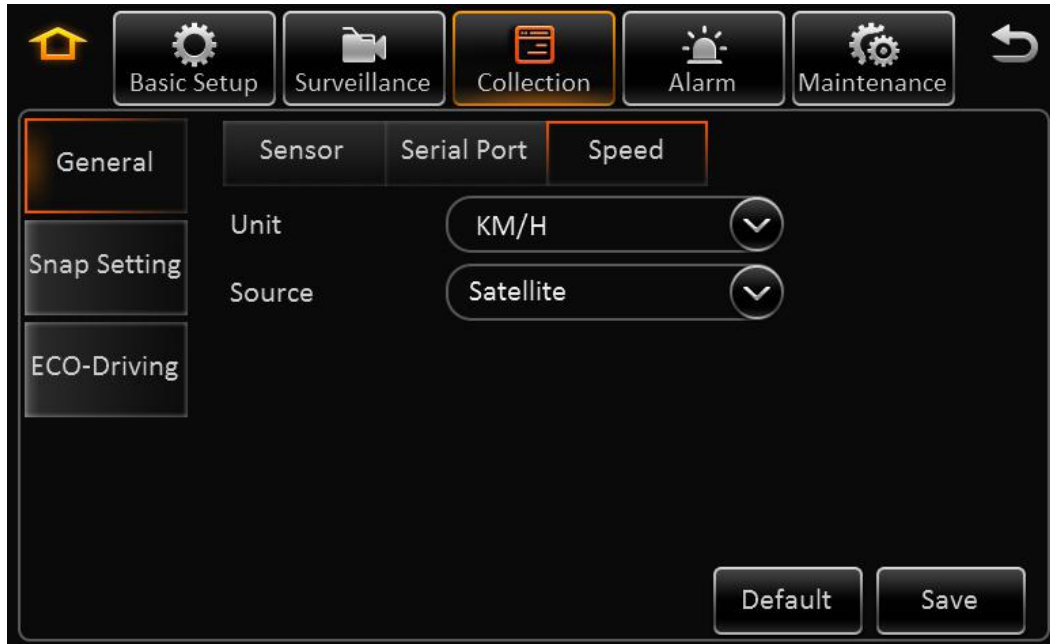 Basic Setup Surveillance Collection Alarm Maintenance
General Sensor Serial Port Speed
Unit KM/H
Snap Setting
Source Satellite
ECO-Driving
Default Save